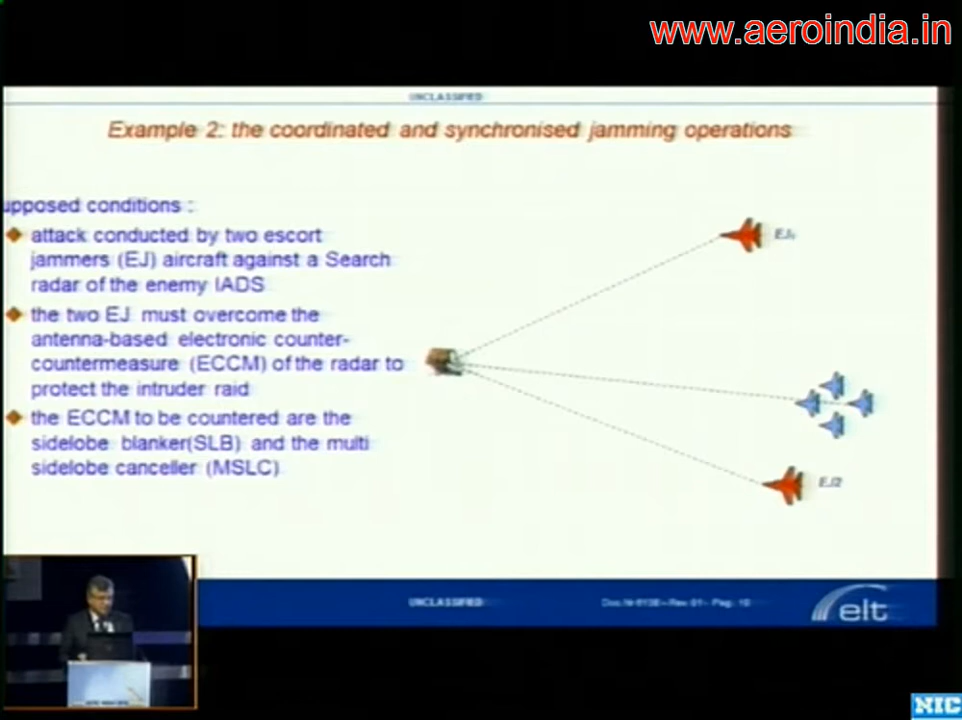 www.aeroindia.in
UNCLASSIFIED
Example 2: the coordinated and synchronised jamming operations
upposed conditions :
attack conducted by two escort
jammers (EJ) aircraft against a Search
radar of the enemy IADS
the two EJ must overcome the
antenna-based electronic counter-
countermeasure (ECCM) of the radar to
protect the intruder raid
the ECCM to be countered are the
sidelobe blanker(SLB) and the multi
sidelobe canceller (MSLC)
EJ1
EJ2
UNCLASSIFIED
Pag. 10
elt
NIC